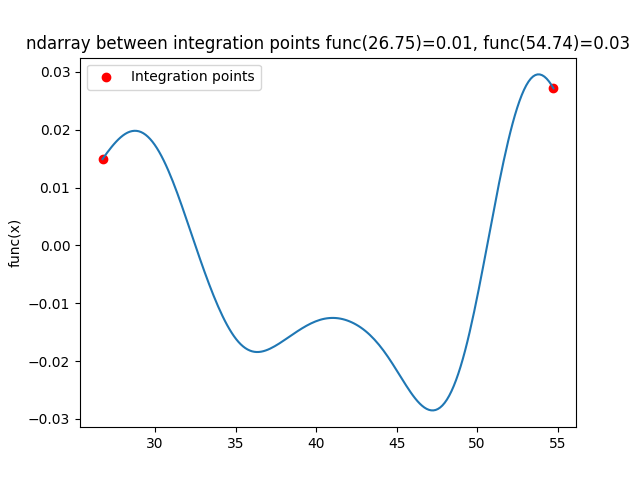 ndarray between integration points func(26.75)=0.01, func(54.74)=0.03
Integration points
func(x)
0.03
0.02
0.01
0.00
−0.01
−0.02
−0.03
30 35 40 45 50 55